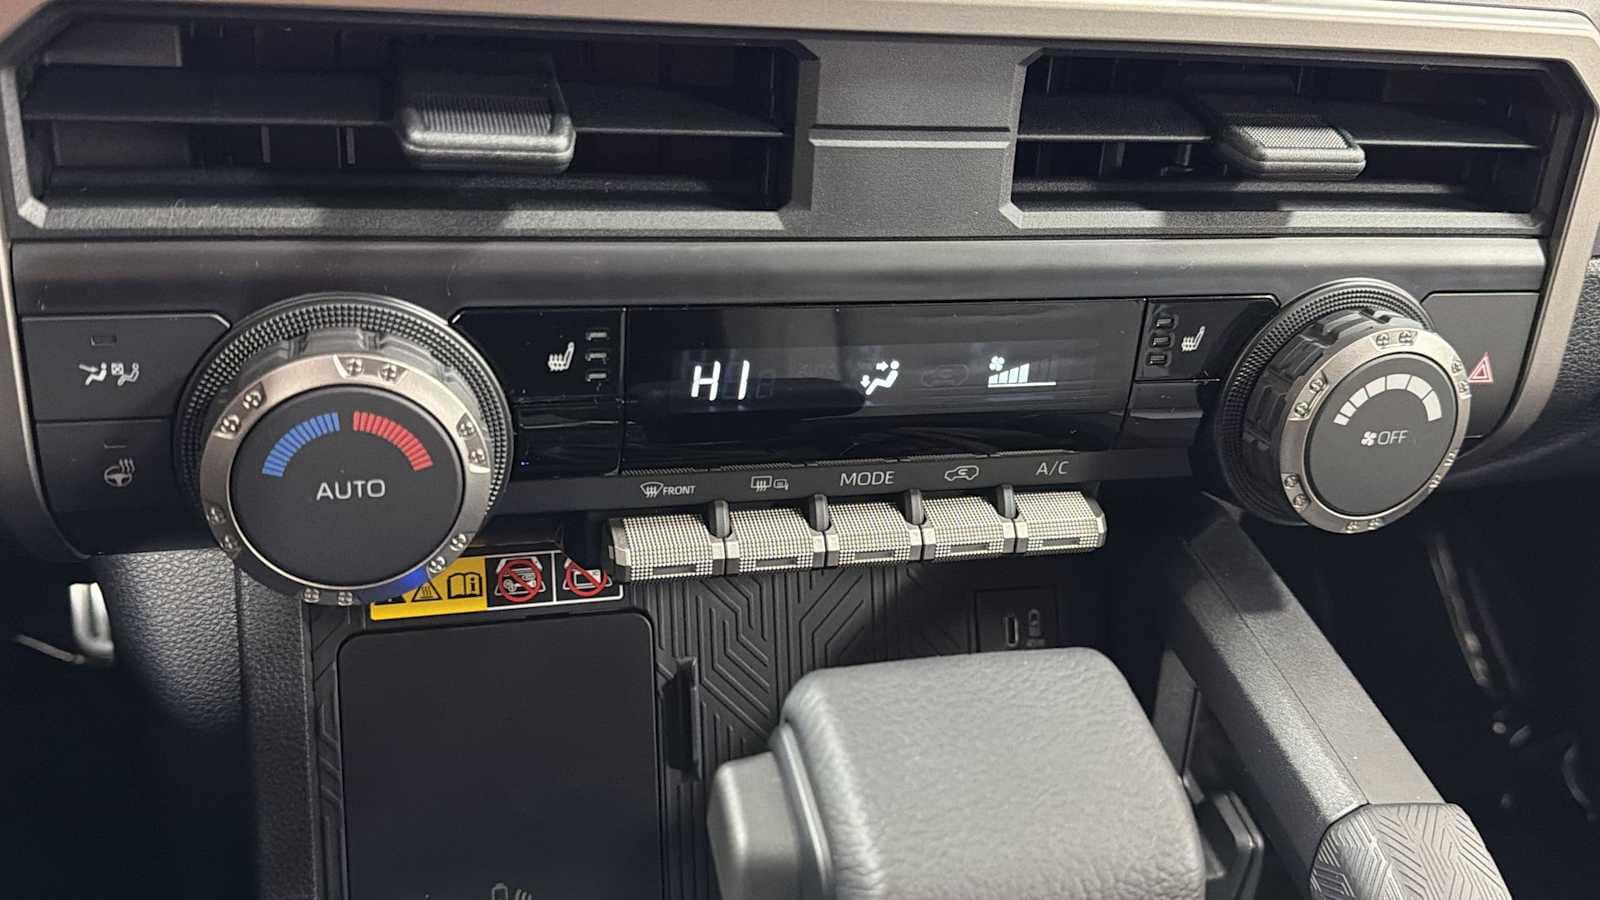 HI
FRONT
MODE
A/C
AUTO
OFF